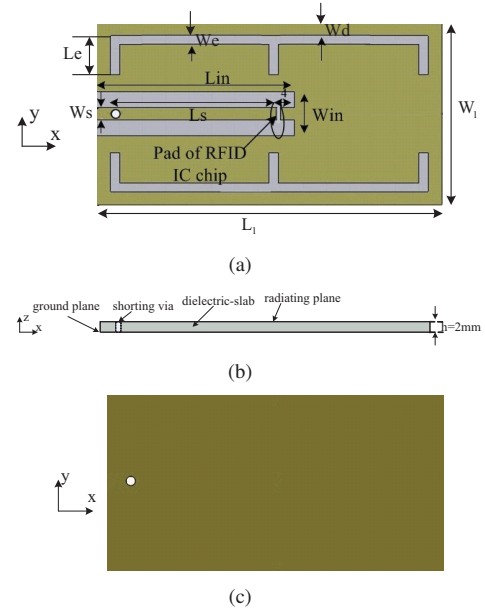 Le
We
Wd
Lin
Ws
Ls
4
Win
W1
y
x
Pad of RFID
IC chip
L1
(a)
ground plane
shorting via
dielectric-slab
radiating plane
z
x
h=2mm
(b)
y
x
(c)